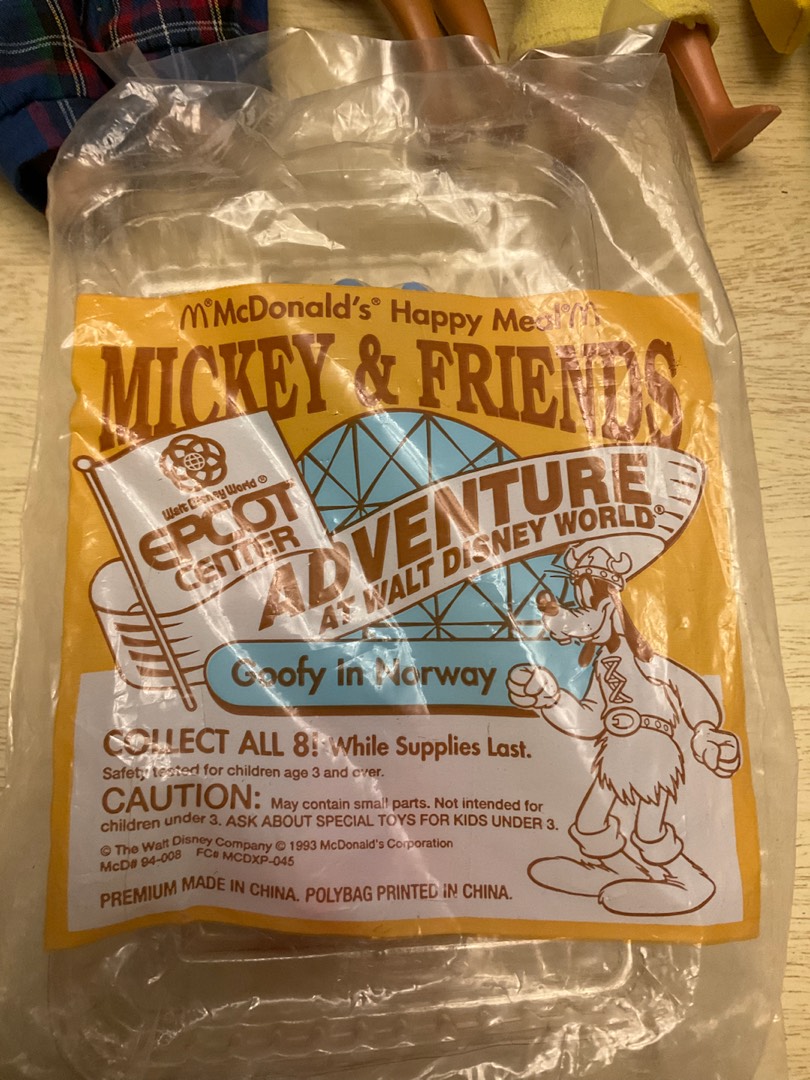 McDonald's® Happy Meal®
MICKEY & FRIENDS
Walt Disney World®
EPCOT
CENTER
ADVENTURE
AT WALT DISNEY WORLD®
Goofy in Norway
COLLECT ALL 8! While Supplies Last.
Safety tested for children age 3 and over.
CAUTION: May contain small parts. Not intended for
children under 3. ASK ABOUT SPECIAL TOYS FOR KIDS UNDER 3.
© The Walt Disney Company © 1993 McDonald's Corporation
McD# 94-008 FC# MCDXP-045
PREMIUM MADE IN CHINA. POLYBAG PRINTED IN CHINA.